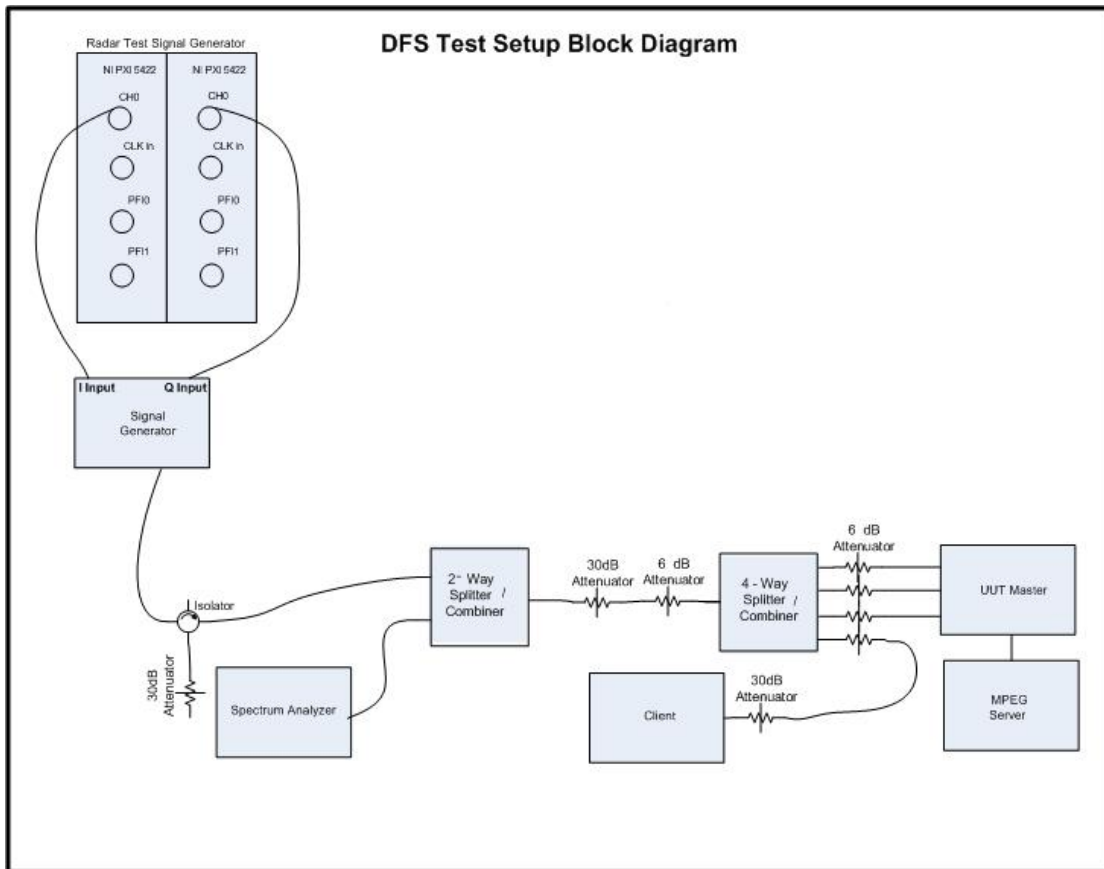 DFS Test Setup Block Diagram
Radar Test Signal Generator
NI PXI 5422
NI PXI 5422
CH0
CH0
CLK In
CLK In
PFI0
PFI0
PFI1
PFI1
I Input
Q Input
Signal
Generator
Isolator
30dB
Attenuator
Spectrum Analyzer
2- Way
Splitter /
Combiner
30dB
Attenuator
6 dB
Attenuator
4 - Way
Splitter /
Combiner
6 dB
Attenuator
UUT Master
Client
30dB
Attenuator
MPEG
Server